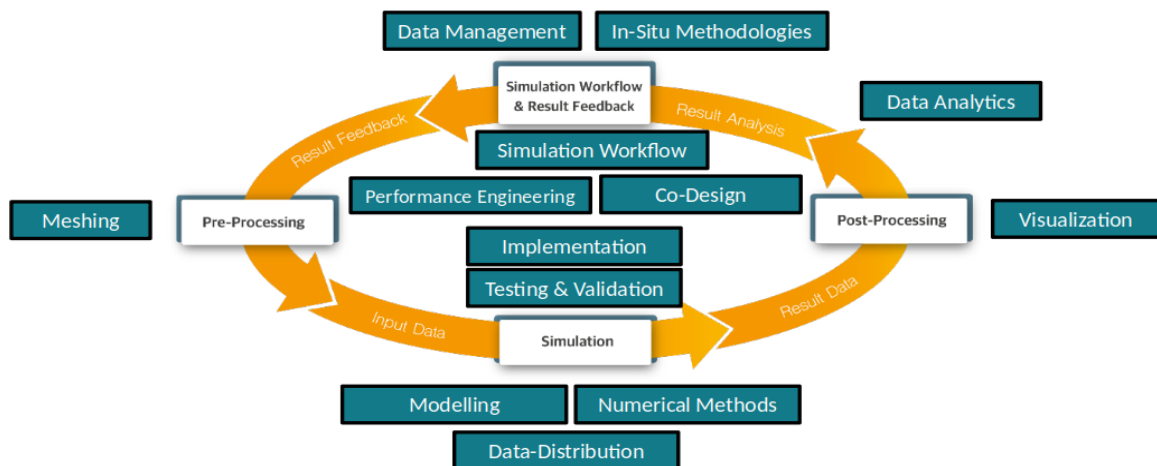 Data Management
In-Situ Methodologies
Simulation Workflow
& Result Feedback
Result Feedback
Result Analysis
Data Analytics
Simulation Workflow
Performance Engineering
Co-Design
Meshing
Pre-Processing
Post-Processing
Visualization
Implementation
Testing & Validation
Input Data
Simulation
Result Data
Modelling
Numerical Methods
Data-Distribution